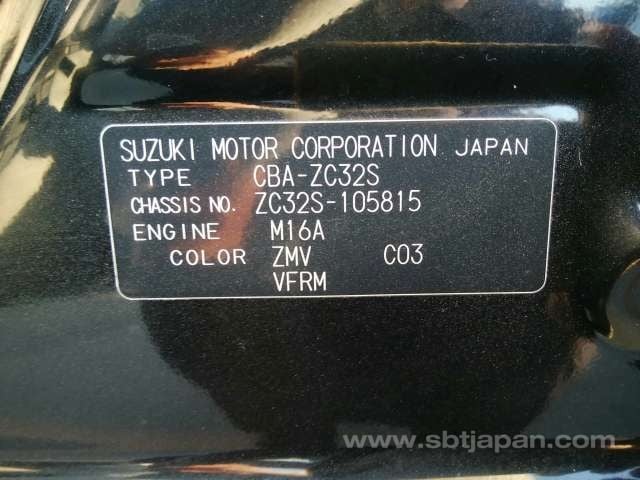 SUZUKI MOTOR CORPORATION JAPAN
TYPE CBA-ZC32S
CHASSIS NO. ZC32S-105815
ENGINE M16A
COLOR ZMV C03
VFRM
www.sbtjapan.com